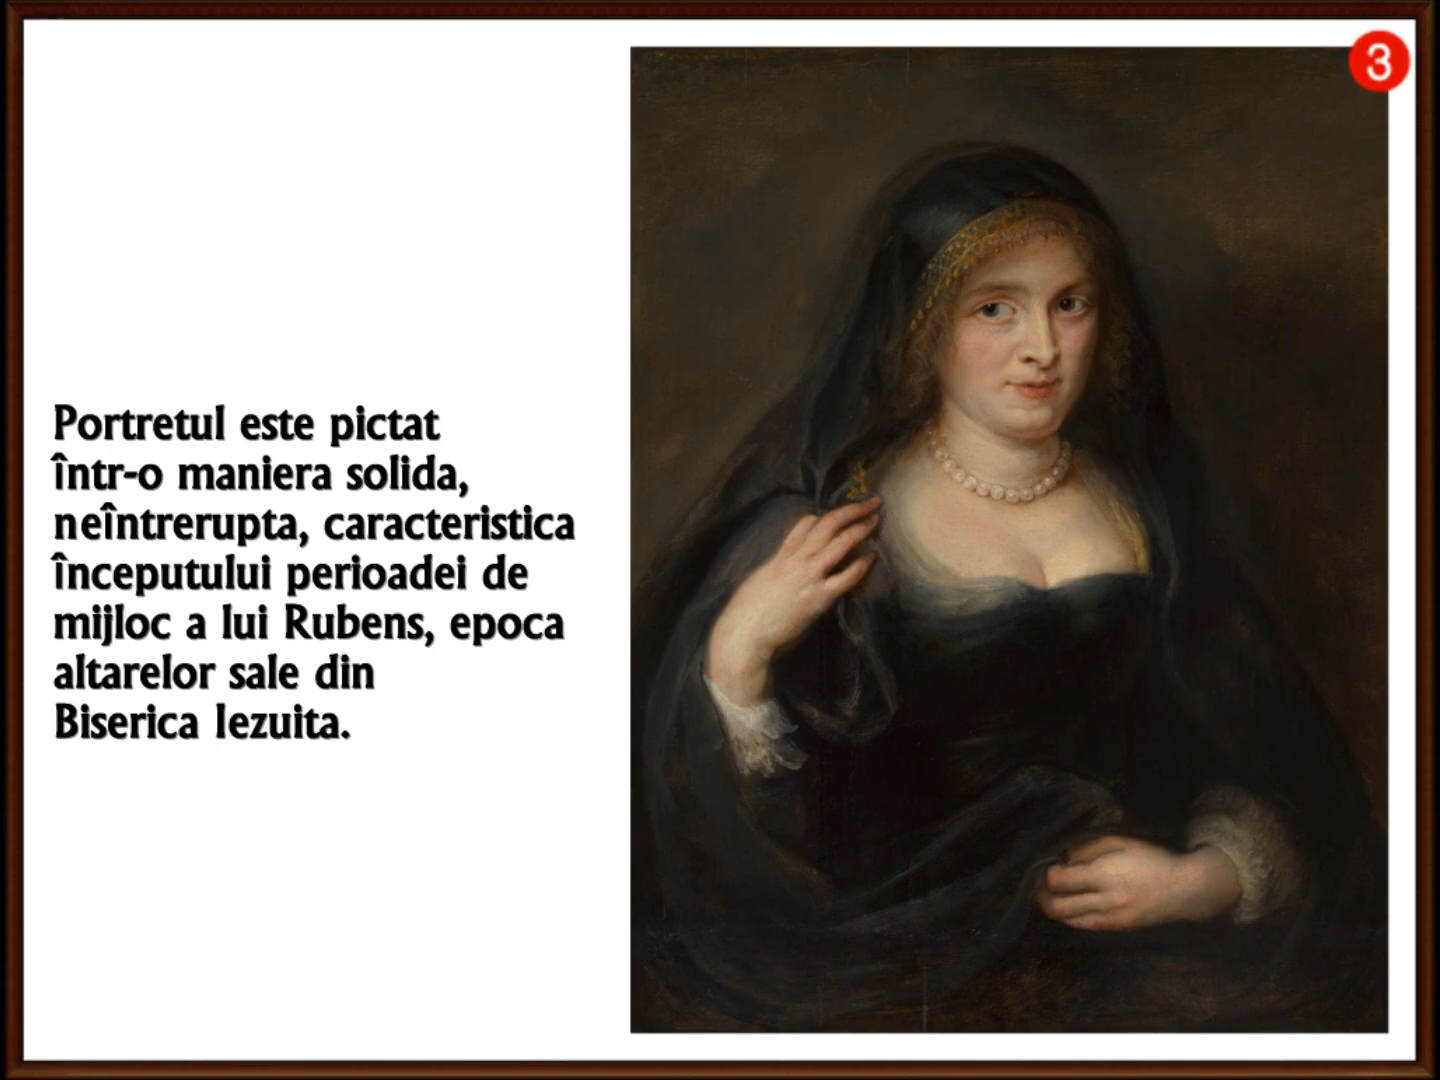 3
Portretul este pictat
într-o maniera solida,
neîntrerupta, caracteristica
începutului perioadei de
mijloc a lui Rubens, epoca
altarelor sale din
Biserica Iezuita.